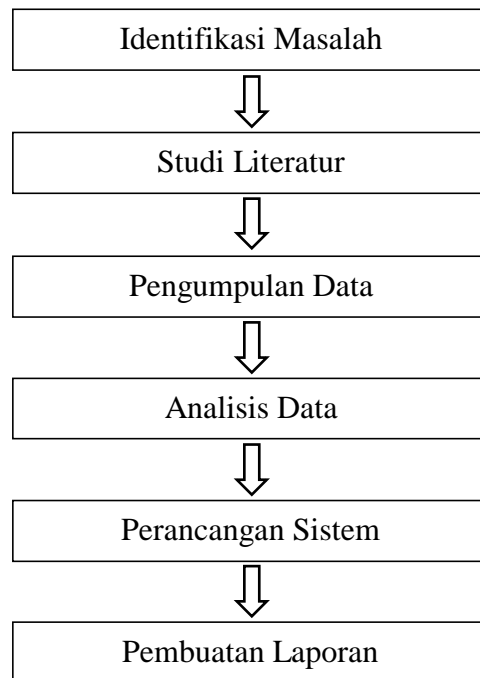 Identifikasi Masalah
Studi Literatur
Pengumpulan Data
Analisis Data
Perancangan Sistem
Pembuatan Laporan